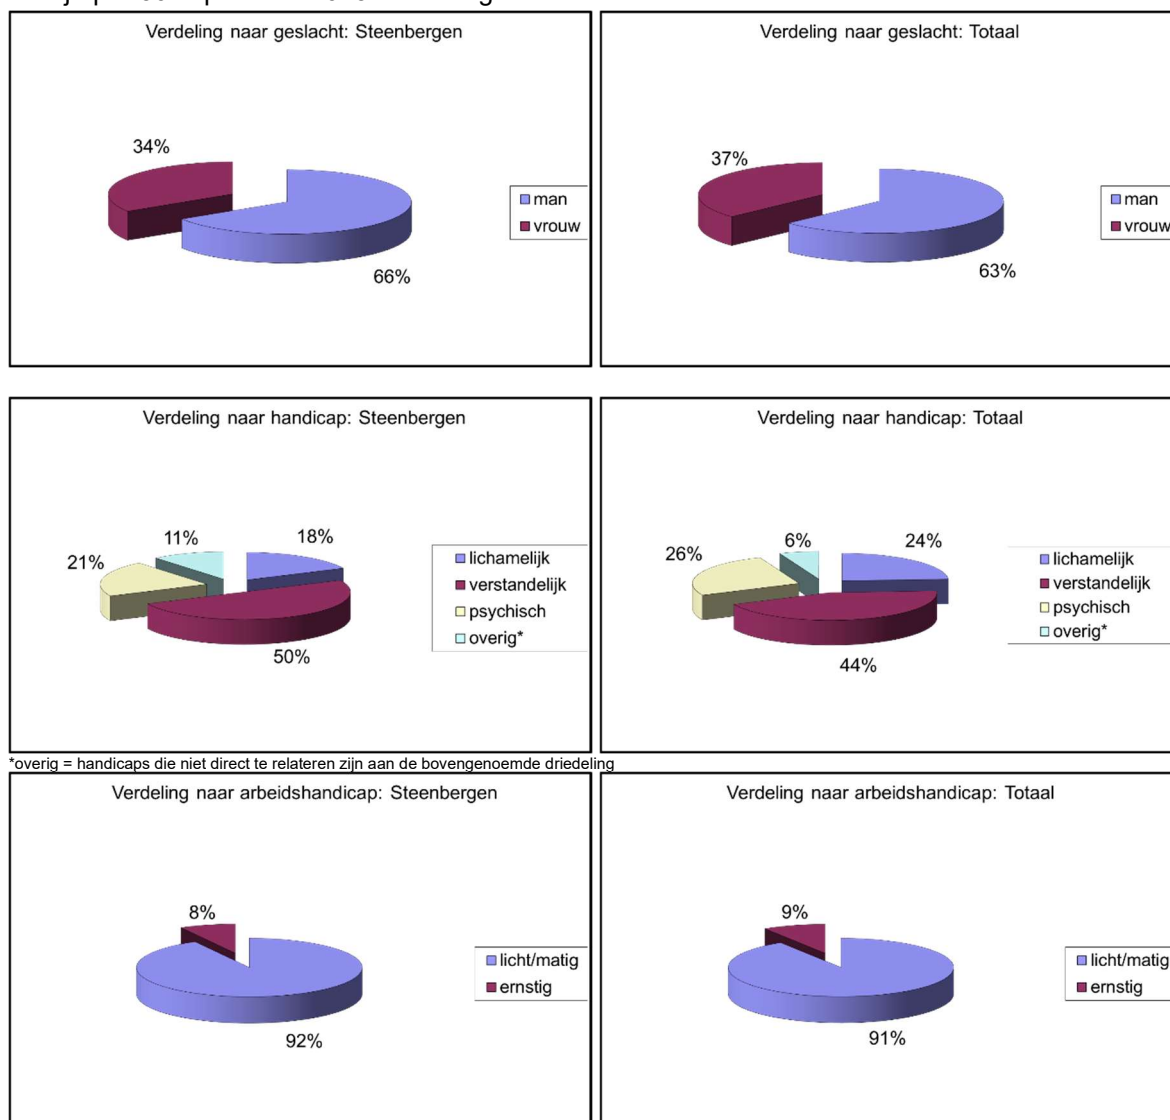 Verdeling naar geslacht: Steenbergen
34%
66%
man
vrouw
Verdeling naar geslacht: Totaal
37%
63%
man
vrouw
Verdeling naar handicap: Steenbergen
11%
18%
21%
50%
lichamelijk
verstandelijk
psychisch
overig*
Verdeling naar handicap: Totaal
6%
24%
26%
44%
lichamelijk
verstandelijk
psychisch
overig*
*overig = handicaps die niet direct te relateren zijn aan de bovengenoemde driedeling
Verdeling naar arbeidshandicap: Steenbergen
8%
92%
licht/matig
ernstig
Verdeling naar arbeidshandicap: Totaal
9%
91%
licht/matig
ernstig